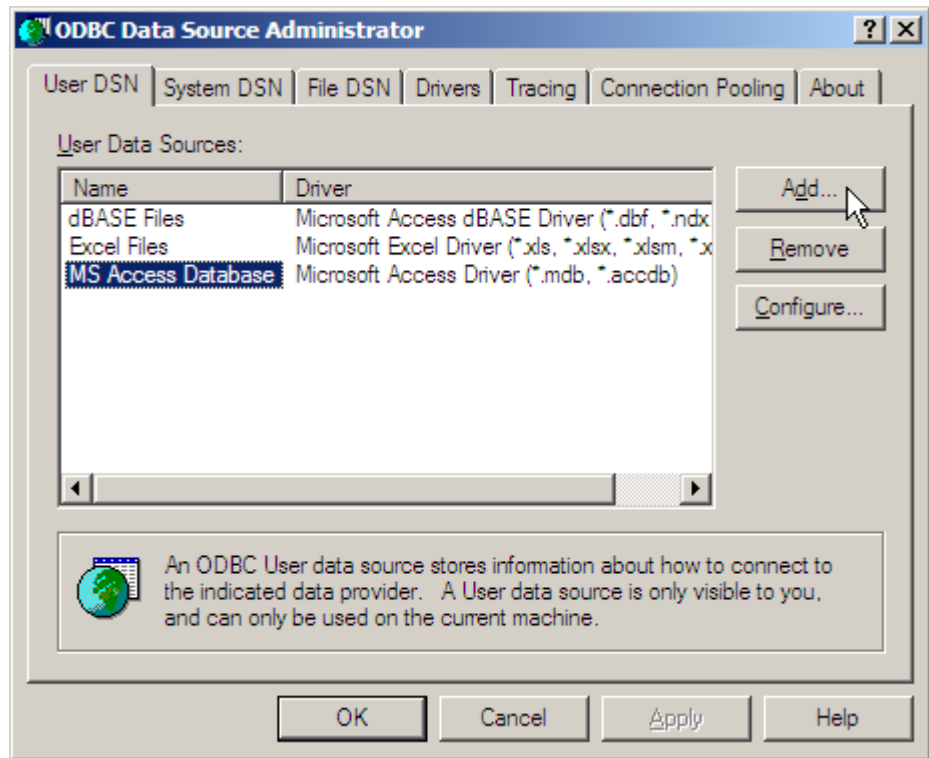 ODBC Data Source Administrator
User DSN System DSN File DSN Drivers Tracing Connection Pooling About
User Data Sources:
Name Driver
dBASE Files Microsoft Access dBASE Driver (*.dbf, *.ndx
Excel Files Microsoft Excel Driver (*.xls, *.xlsx, *.xlsm, *.x
MS Access Database Microsoft Access Driver (*.mdb, *.accdb)
Add...
Remove
Configure...
An ODBC User data source stores information about how to connect to
the indicated data provider. A User data source is only visible to you,
and can only be used on the current machine.
OK Cancel Apply Help